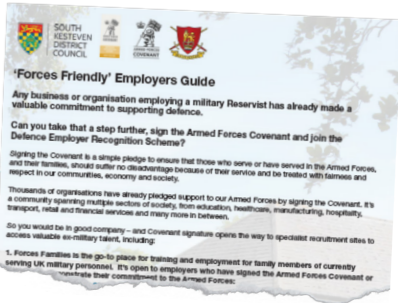 SOUTH
KESTEVEN
DISTRICT
COUNCIL
ARMED FORCES
COVENANT
‘Forces Friendly’ Employers Guide
Any business or organisation employing a military Reservist has already made a
valuable commitment to supporting defence.
Can you take that a step further, sign the Armed Forces Covenant and join the
Defence Employer Recognition Scheme?
Signing the Covenant is a simple pledge to ensure that those who serve or have served in the Armed Forces,
and their families, should suffer no disadvantage because of their service and be treated with fairness and
respect in our communities, economy and society.
Thousands of organisations have already pledged support to our Armed Forces by signing the Covenant. It's
a community spanning multiple sectors of society, from education, healthcare, manufacturing, hospitality,
transport, retail and financial services and many more in between.
So you would be in good company – and Covenant signature opens the way to specialist recruitment sites to
access valuable ex-military talent, including:
1. Forces Families is the go-to place for training and employment for family members of currently
serving UK military personnel. It's open to employers who have signed the Armed Forces Covenant or
their commitment to the Armed Forces: